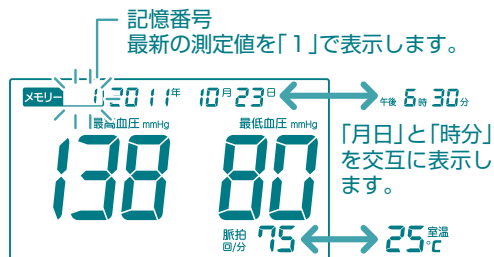 記憶番号
最新の測定値を「1」で表示します。
メモリー 1 2011年 10月23日 午後 6時30分
最高血圧 mmHg 最低血圧 mmHg
138 80
「月日」と「時分」
を交互に表示し
ます。
脈拍 回/分 75 25 室温 ℃